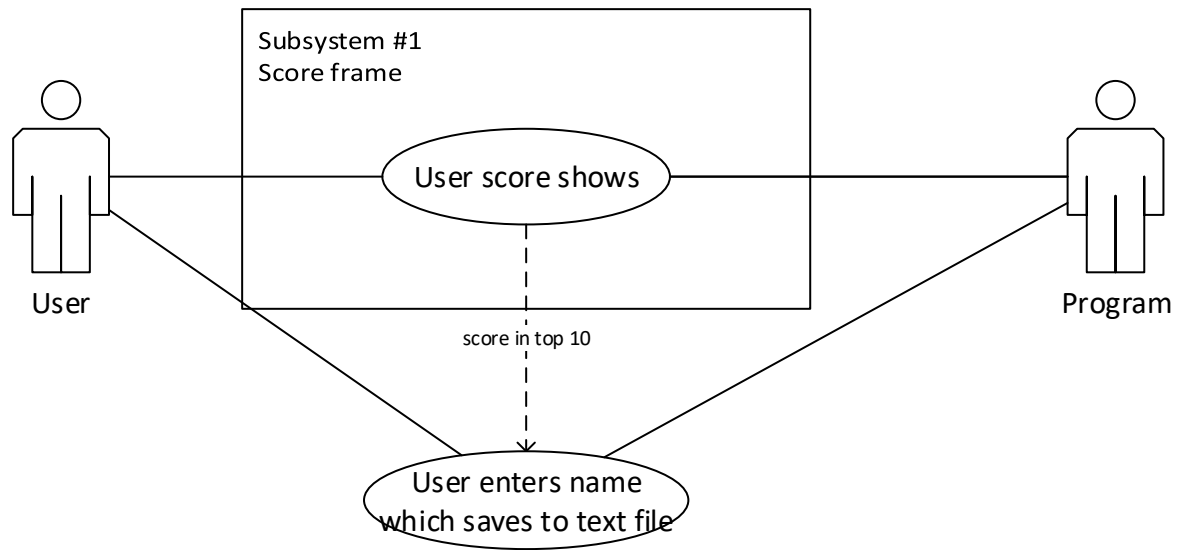 Subsystem #1
Score frame
User score shows
User
Program
score in top 10
User enters name
which saves to text file